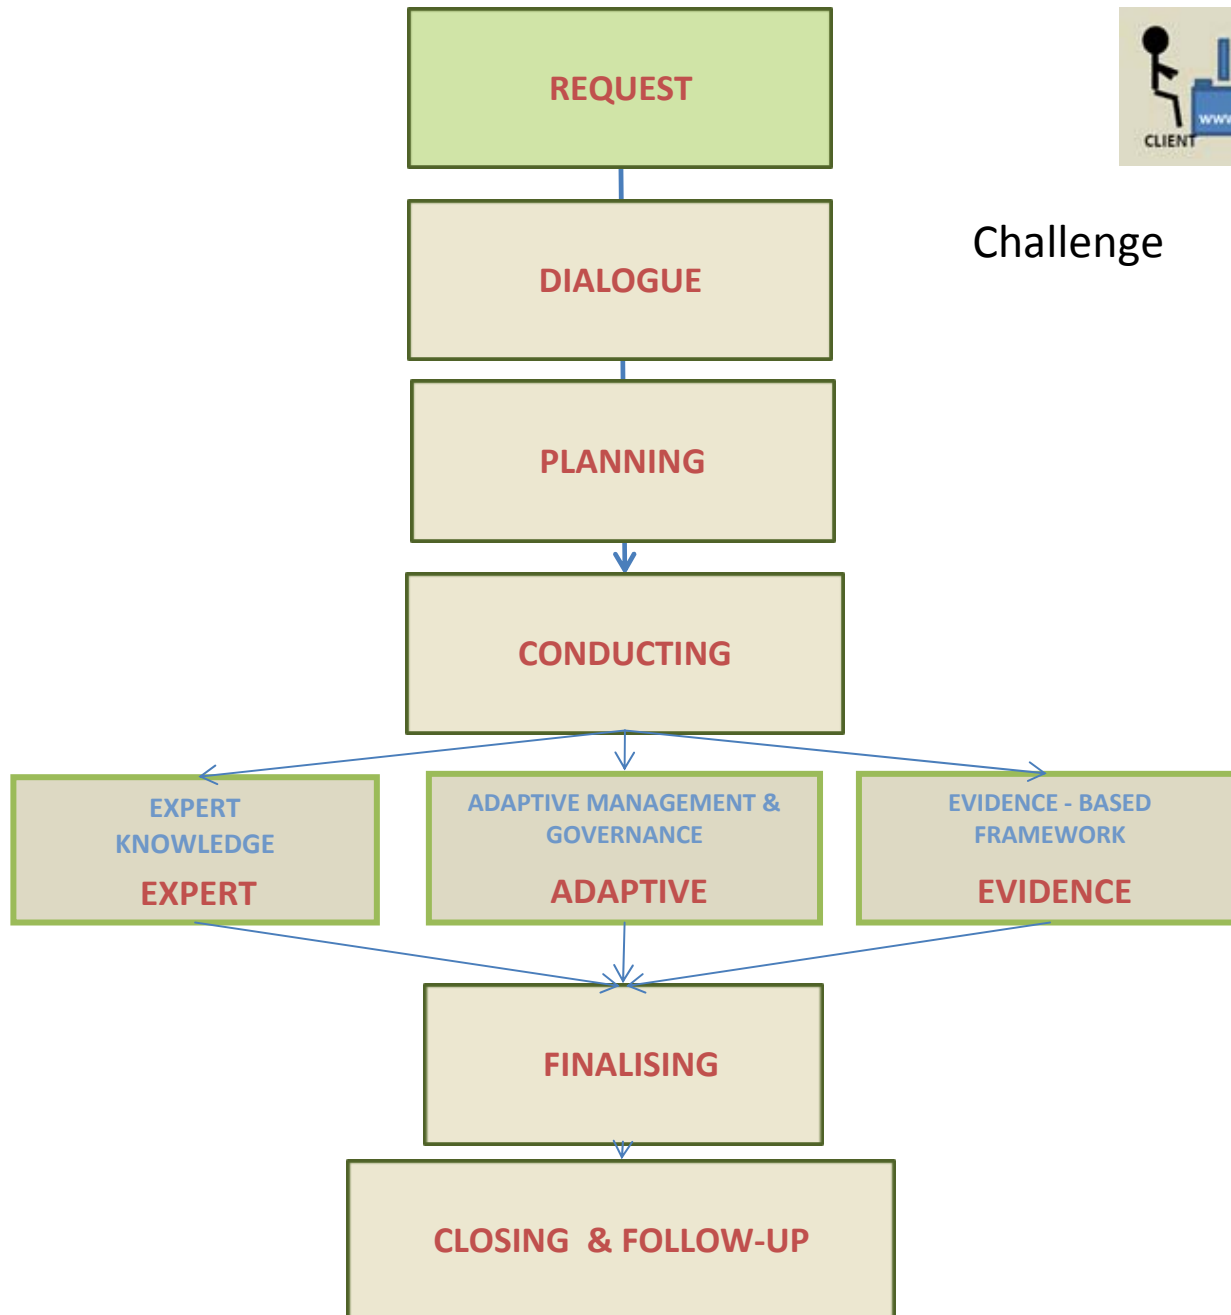 REQUEST
www
CLIENT
DIALOGUE
Challenge
PLANNING
CONDUCTING
EXPERT
KNOWLEDGE
EXPERT
ADAPTIVE MANAGEMENT &
GOVERNANCE
ADAPTIVE
EVIDENCE - BASED
FRAMEWORK
EVIDENCE
FINALISING
CLOSING & FOLLOW-UP